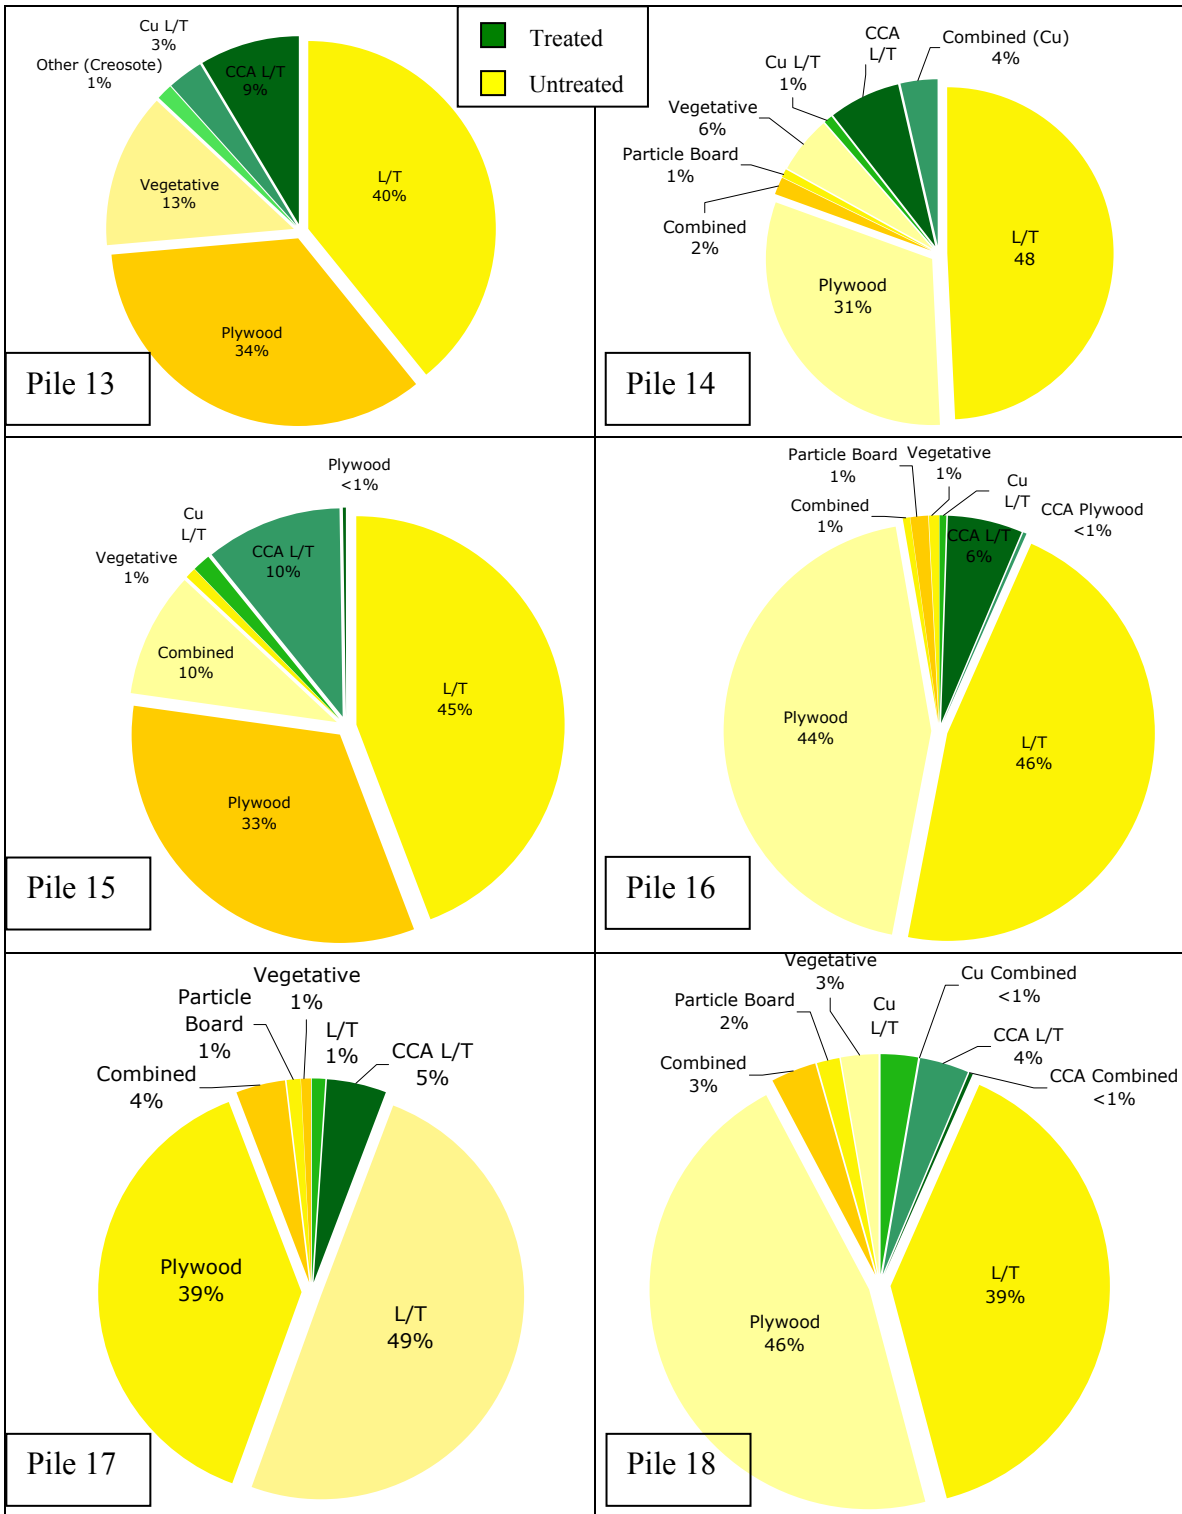 Treated
Untreated
Cu L/T
3%
Other (Creosote)
1%
CCA L/T
9%
L/T
40%
Vegetative
13%
Plywood
34%
Pile 13
CCA
L/T
Combined (Cu)
4%
Cu L/T
1%
Vegetative
6%
Particle Board
1%
Combined
2%
L/T
48
Plywood
31%
Pile 14
Plywood
<1%
Cu
L/T
Vegetative
1%
CCA L/T
10%
Combined
10%
L/T
45%
Plywood
33%
Pile 15
Particle Board
1%
Vegetative
1%
Cu
L/T
Combined
1%
CCA Plywood
<1%
CCA L/T
6%
Plywood
44%
L/T
46%
Pile 16
Vegetative
1%
Particle
Board
1%
L/T
1%
CCA L/T
5%
Combined
4%
Plywood
39%
L/T
49%
Pile 17
Vegetative
3%
Cu Combined
<1%
Particle Board
2%
Cu
L/T
CCA L/T
4%
Combined
3%
CCA Combined
<1%
L/T
39%
Plywood
46%
Pile 18